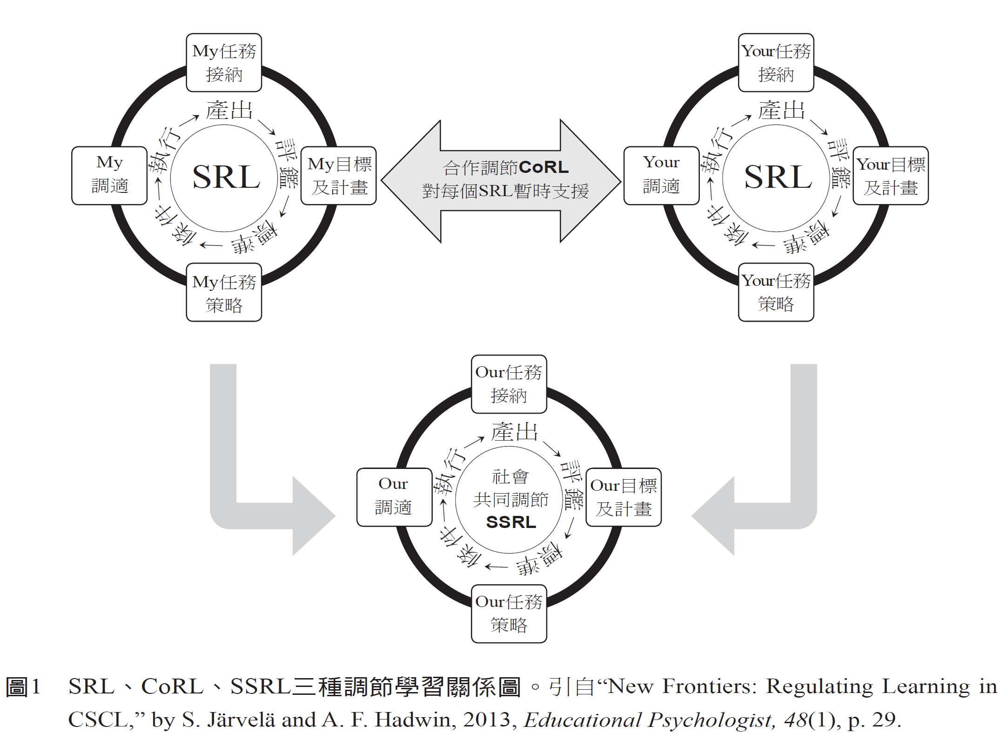 My任務
接納
產出
評鑑
標準
條件
執行
SRL
My
調適
My目標
及計畫
My任務
策略
合作調節CoRL
對每個SRL暫時支援
Your任務
接納
產出
評鑑
標準
條件
執行
SRL
Your
調適
Your目標
及計畫
Your任務
策略
Our任務
接納
產出
評鑑
標準
條件
執行
社會
共同調節
SSRL
Our
調適
Our目標
及計畫
Our任務
策略
圖1 SRL、CoRL、SSRL三種調節學習關係圖。引自“New Frontiers: Regulating Learning in
CSCL,” by S. Järvelä and A. F. Hadwin, 2013, Educational Psychologist, 48(1), p. 29.